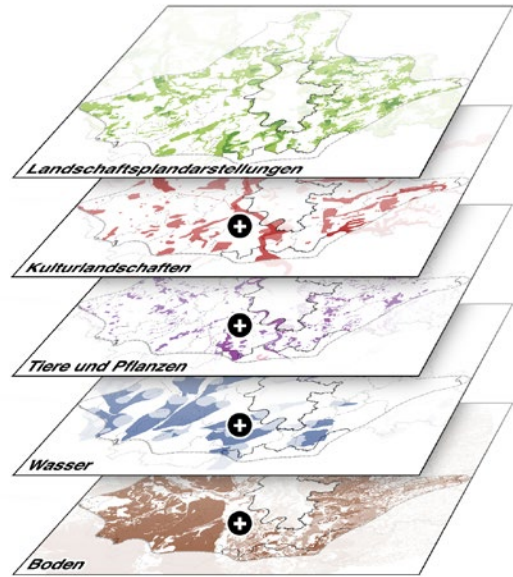 Landschaftsplandarstellungen
Kulturlandschaften
Tiere und Pflanzen
Wasser
Boden